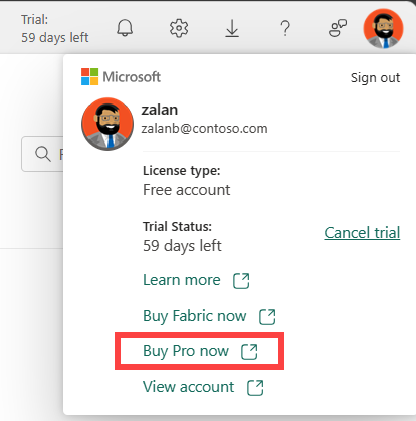 Trial:
59 days left
Microsoft
Sign out
zalan
zalanb@contoso.com
License type:
Free account
Trial Status:
59 days left
Cancel trial
Learn more
Buy Fabric now
Buy Pro now
View account